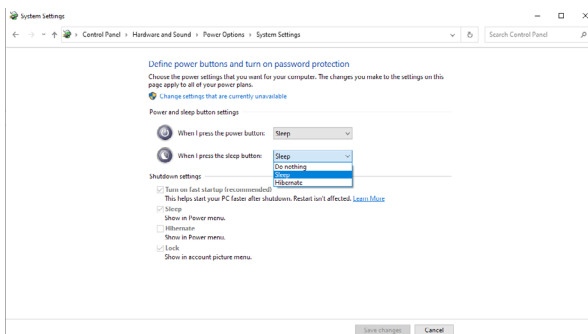 System Settings
Control Panel > Hardware and Sound > Power Options > System Settings
Search Control Panel
Define power buttons and turn on password protection
Choose the power settings that you want for your computer. The changes you make to the settings on this
page apply to all of your power plans.
Change settings that are currently unavailable
Power and sleep button settings
When I press the power button: Sleep
When I press the sleep button: Sleep
Do nothing
Sleep
Hibernate
Shutdown settings
Turn on fast startup (recommended)
This helps start your PC faster after shutdown. Restart isn't affected. Learn More
Sleep
Show in Power menu.
Hibernate
Show in Power menu.
Lock
Show in account picture menu.
Save changes Cancel